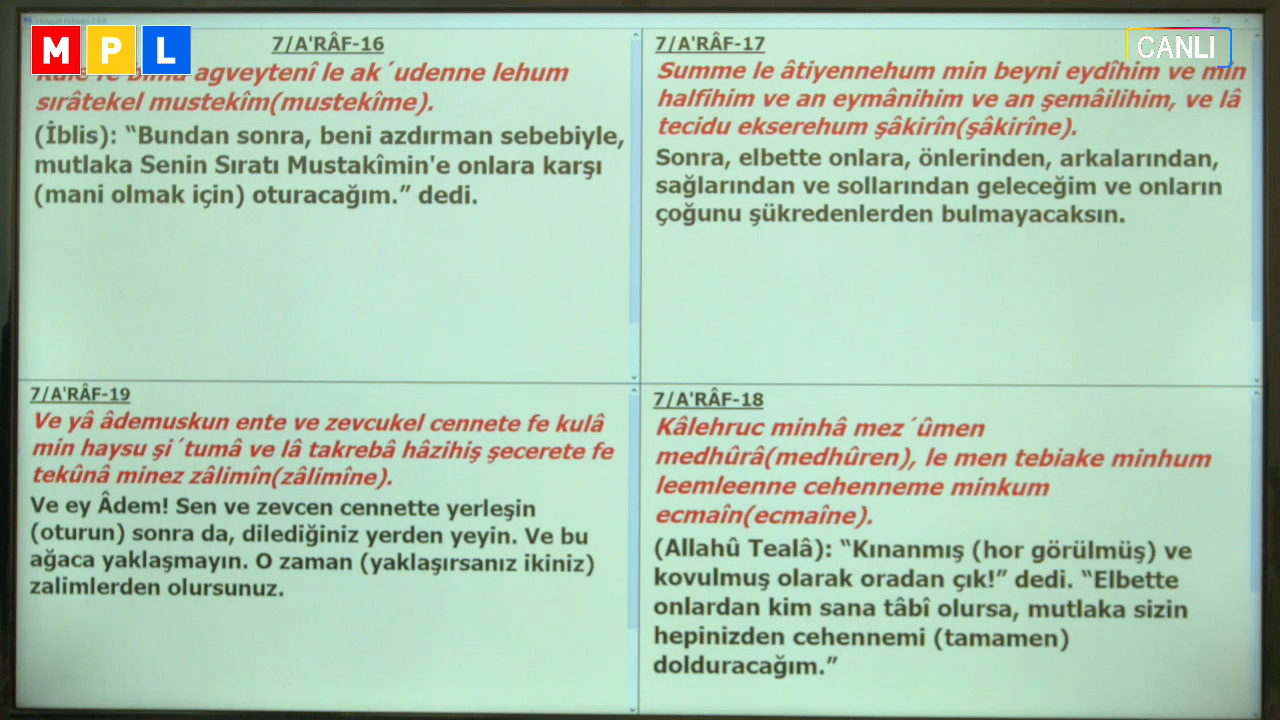 MPL
CANLI
7/A'RÂF-16
agveytenî le ak´udenne lehum
sırâtekel mustekîm(mustekîme).
(İblis): “Bundan sonra, beni azdırman sebebiyle,
mutlaka Senin Sıratı Mustakîmin'e onlara karşı
(mani olmak için) oturacağım.” dedi.
7/A'RÂF-17
Summe le âtiyennehum min beyni eydîhim ve min
halfihim ve an eymânihim ve an şemâilihim, ve lâ
tecidu ekserehum şâkirîn(şâkirîne).
Sonra, elbette onlara, önlerinden, arkalarından,
sağlarından ve sollarından geleceğim ve onların
çoğunu şükredenlerden bulmayacaksın.
7/A'RÂF-19
Ve yâ âdemuskun ente ve zevcukel cennete fe kulâ
min haysu şi´tumâ ve lâ takrebâ hâzihiş şecerete fe
tekûnâ minez zâlimîn(zâlimîne).
Ve ey Âdem! Sen ve zevcen cennette yerleşin
(oturun) sonra da, dilediğiniz yerden yeyin. Ve bu
ağaca yaklaşmayın. O zaman (yaklaşırsanız ikiniz)
zalimlerden olursunuz.
7/A'RÂF-18
Kâlehruc minhâ mez´ûmen
medhûrâ(medhûren), le men tebiake minhum
leemleenne cehenneme minkum
ecmaîn(ecmaîne).
(Allahû Tealâ): “Kınanmış (hor görülmüş) ve
kovulmuş olarak oradan çık!” dedi. “Elbette
onlardan kim sana tâbî olursa, mutlaka sizin
hepinizden cehennemi (tamamen)
dolduracağım.”